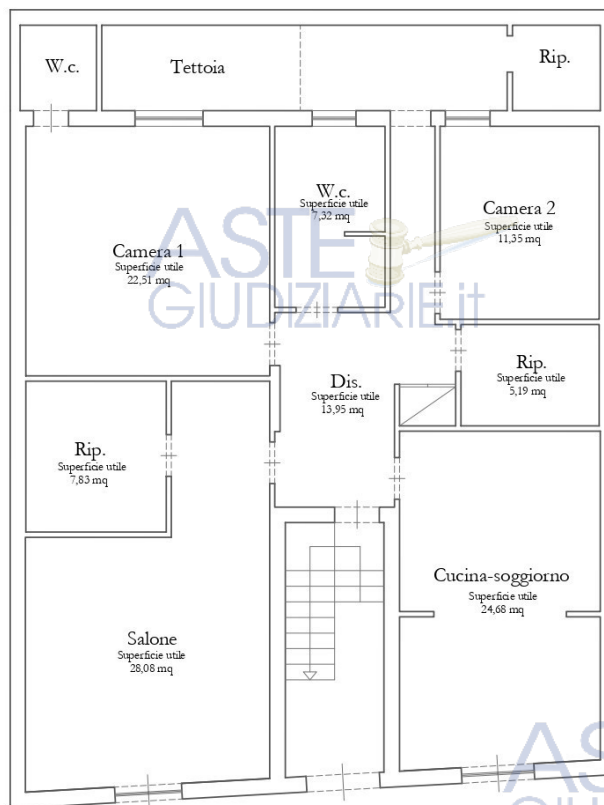 W.c.
Tettoia
Rip.
W.c.
Superficie utile
7,32 mq
Camera 2
Superficie utile
11,35 mq
Camera 1
Superficie utile
22,51 mq
ASTE
GIUDIZIARIE.it
Rip.
Superficie utile
5,19 mq
Dis.
Superficie utile
13,95 mq
Rip.
Superficie utile
7,83 mq
Cucina-soggiorno
Superficie utile
24,68 mq
Salone
Superficie utile
28,08 mq
AS
GIU